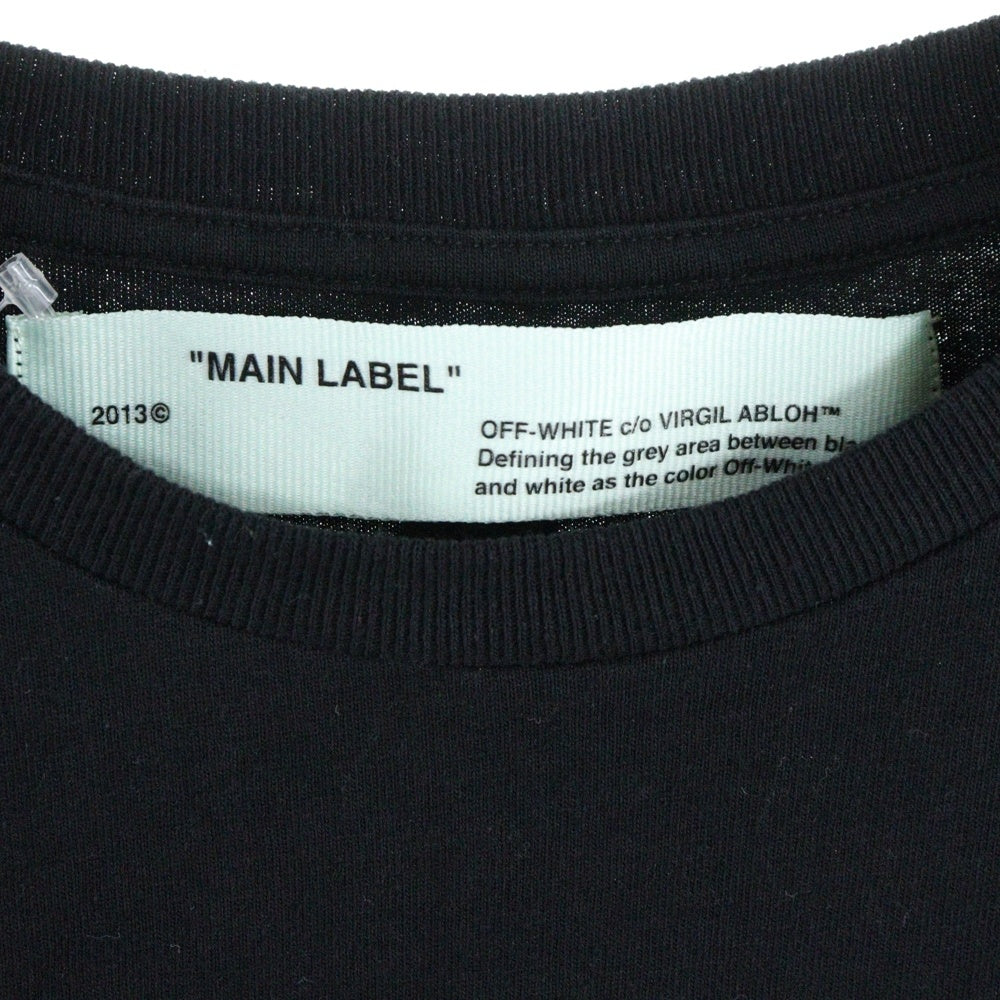 "MAIN LABEL"
2013©
OFF-WHITE c/o VIRGIL ABLOH™
Defining the grey area between
and white as the color